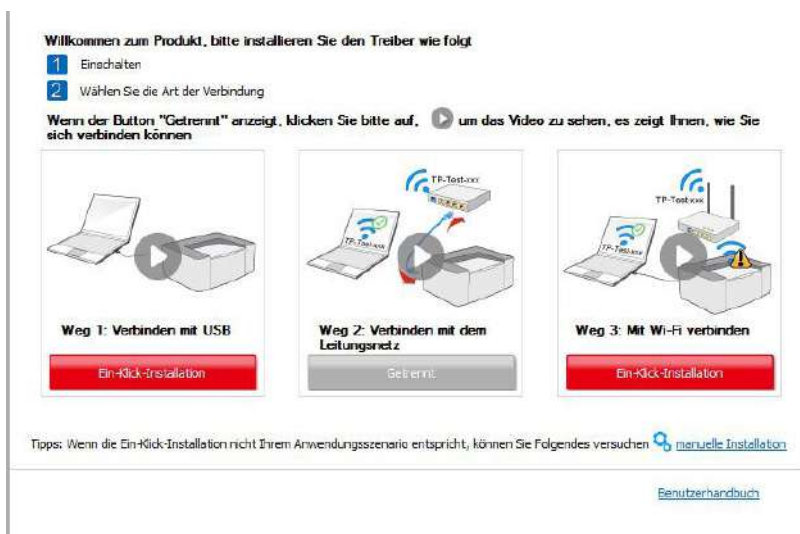 Willkommen zum Produkt, bitte installieren Sie den Treiber wie folgt
1 Einschalten
2 Wählen Sie die Art der Verbindung
Wenn der Button "Getrennt" anzeigt, klicken Sie bitte auf, um das Video zu sehen, es zeigt Ihnen, wie Sie
sich verbinden können
TP-Test-xxx
TP-Test-xxx
TP-Test-xxx
TP-Test-xxx
Weg 1: Verbinden mit USB
Weg 2: Verbinden mit dem
Leitungsnetz
Weg 3: Mit Wi-Fi verbinden
Ein-Klick-Installation
Getrennt
Ein-Klick-Installation
Tipps: Wenn die Ein-Klick-Installation nicht Ihrem Anwendungsszenario entspricht, können Sie Folgendes versuchen manuelle Installation
Benutzerhandbuch